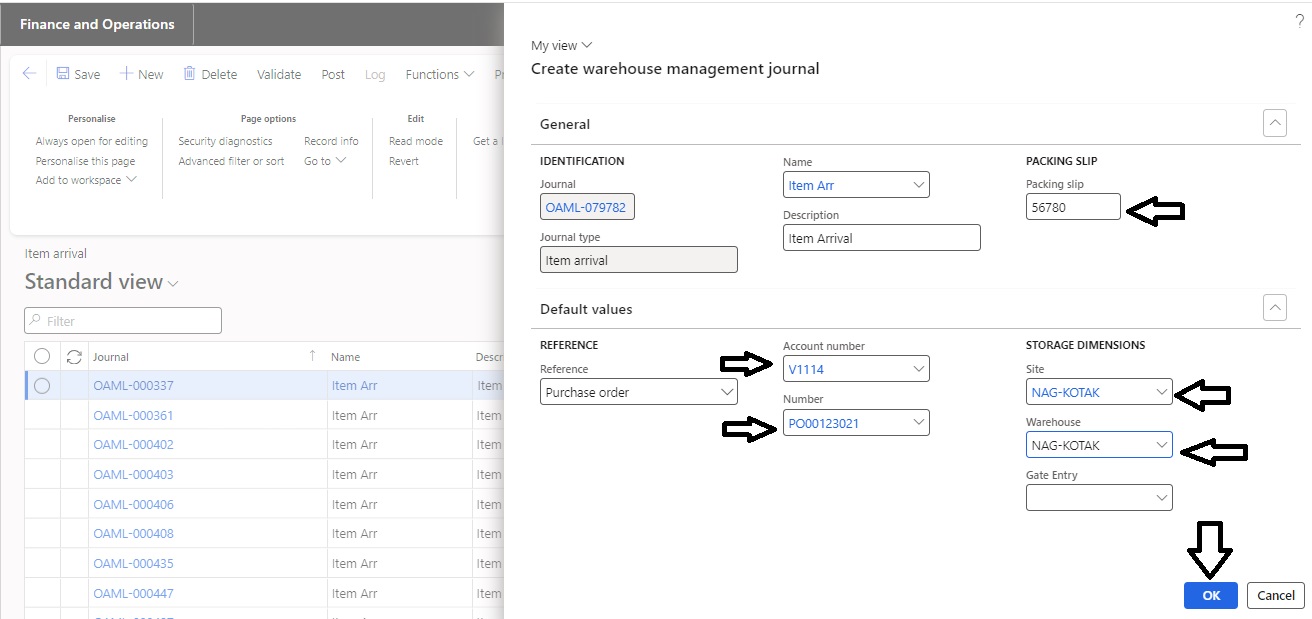 Finance and Operations
Save
New
Delete
Validate
Post
Log
Functions
Personalise
Always open for editing
Personalise this page
Add to workspace
Page options
Security diagnostics
Advanced filter or sort
Record info
Go to
Edit
Read mode
Revert
Get a
Item arrival
Standard view
Filter
Journal Name Descr
OAML-000337 Item Arr Item
OAML-000361 Item Arr Item
OAML-000402 Item Arr Item
OAML-000403 Item Arr Item
OAML-000406 Item Arr Item
OAML-000408 Item Arr Item
OAML-000435 Item Arr Item
OAML-000447 Item Arr Item
?
My view
Create warehouse management journal
General
IDENTIFICATION
Journal
OAML-079782
Journal type
Item arrival
Name
Item Arr
Description
Item Arrival
PACKING SLIP
Packing slip
56780
Default values
REFERENCE
Reference
Purchase order
Account number
V1114
Number
PO00123021
STORAGE DIMENSIONS
Site
NAG-KOTAK
Warehouse
NAG-KOTAK
Gate Entry
OK
Cancel